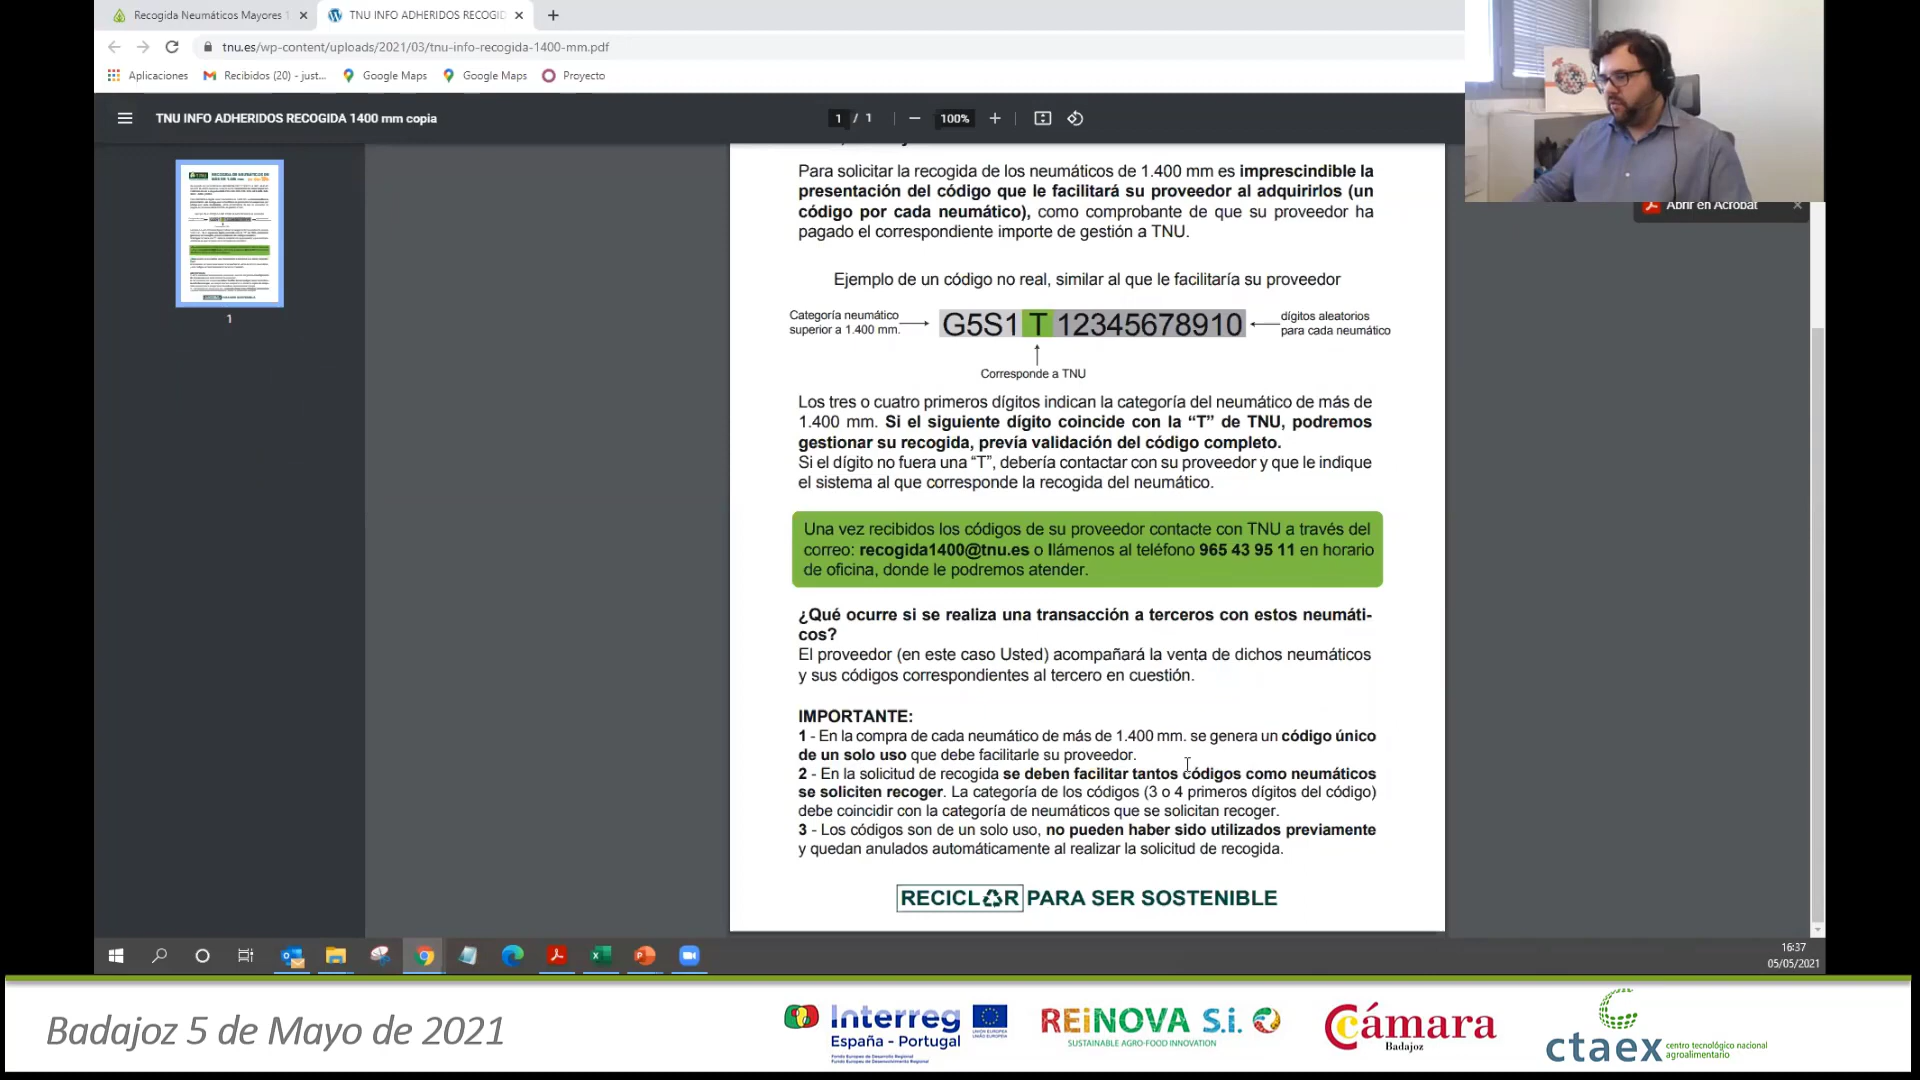 Recogida Neumáticos Mayores 1
TNU INFO ADHERIDOS RECOGID
tnu.es/wp-content/uploads/2021/03/tnu-info-recogida-1400-mm.pdf
Aplicaciones
Recibidos (20) - just...
Google Maps
Google Maps
Proyecto
TNU INFO ADHERIDOS RECOGIDA 1400 mm copia
1 / 1
100%
Abrir en Acrobat
1
Para solicitar la recogida de los neumáticos de 1.400 mm es imprescindible la
presentación del código que le facilitará su proveedor al adquirirlos (un
código por cada neumático), como comprobante de que su proveedor ha
pagado el correspondiente importe de gestión a TNU.
Ejemplo de un código no real, similar al que le facilitaría su proveedor
Categoría neumático
superior a 1.400 mm.
G5S1 T 12345678910
dígitos aleatorios
para cada neumático
Corresponde a TNU
Los tres o cuatro primeros dígitos indican la categoría del neumático de más de
1.400 mm. Si el siguiente dígito coincide con la “T” de TNU, podremos
gestionar su recogida, previa validación del código completo.
Si el dígito no fuera una “T”, debería contactar con su proveedor y que le indique
el sistema al que corresponde la recogida del neumático.
Una vez recibidos los códigos de su proveedor contacte con TNU a través del
correo: recogida1400@tnu.es o llámenos al teléfono 965 43 95 11 en horario
de oficina, donde le podremos atender.
¿Qué ocurre si se realiza una transacción a terceros con estos neumáti-
cos?
El proveedor (en este caso Usted) acompañará la venta de dichos neumáticos
y sus códigos correspondientes al tercero en cuestión.
IMPORTANTE:
1 - En la compra de cada neumático de más de 1.400 mm. se genera un código único
de un solo uso que debe facilitarle su proveedor.
2 - En la solicitud de recogida se deben facilitar tantos códigos como neumáticos
se soliciten recoger. La categoría de los códigos (3 o 4 primeros dígitos del código)
debe coincidir con la categoría de neumáticos que se solicitan recoger.
3 - Los códigos son de un solo uso, no pueden haber sido utilizados previamente
y quedan anulados automáticamente al realizar la solicitud de recogida.
RECICLAR PARA SER SOSTENIBLE
16:37
05/05/2021
Badajoz 5 de Mayo de 2021
Interreg
España - Portugal
Fondo Europeo de Desarrollo Regional
Fundo Europeu de Desenvolvimento Regional
UNIÓN EUROPEA
UNIÃO EUROPEIA
REiNOVA S.i.
SUSTAINABLE AGRO-FOOD INNOVATION
Cámara
Badajoz
ctaex
centro tecnológico nacional
agroalimentario